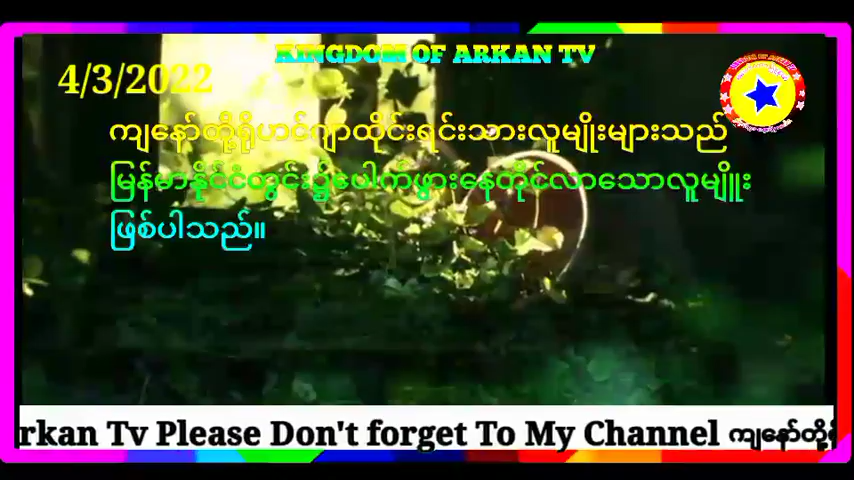 KINGDOM OF ARKAN TV
4/3/2022
ကျနော်တို့ရိုဟင်ဂျာထိုင်းရင်းသားလူမျိုးများသည်
မြန်မာနိုင်ငံတွင်း၌ပေါက်ဖွားနေတိုင်လာသောလူမျိူး
ဖြစ်ပါသည်။
rkan Tv Please Don't forget To My Channel ကျနော်တို့